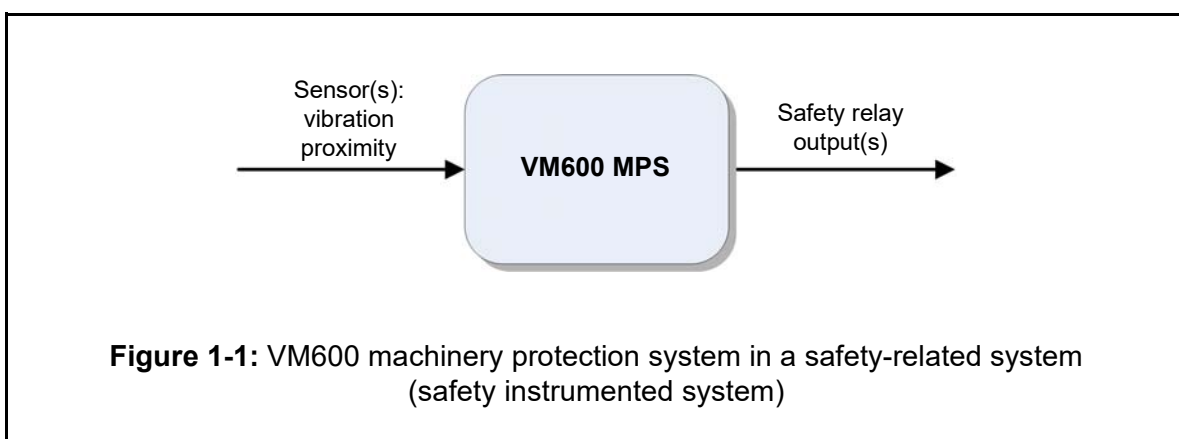 Sensor(s):
vibration
proximity
VM600 MPS
Safety relay
output(s)
Figure 1-1: VM600 machinery protection system in a safety-related system
(safety instrumented system)